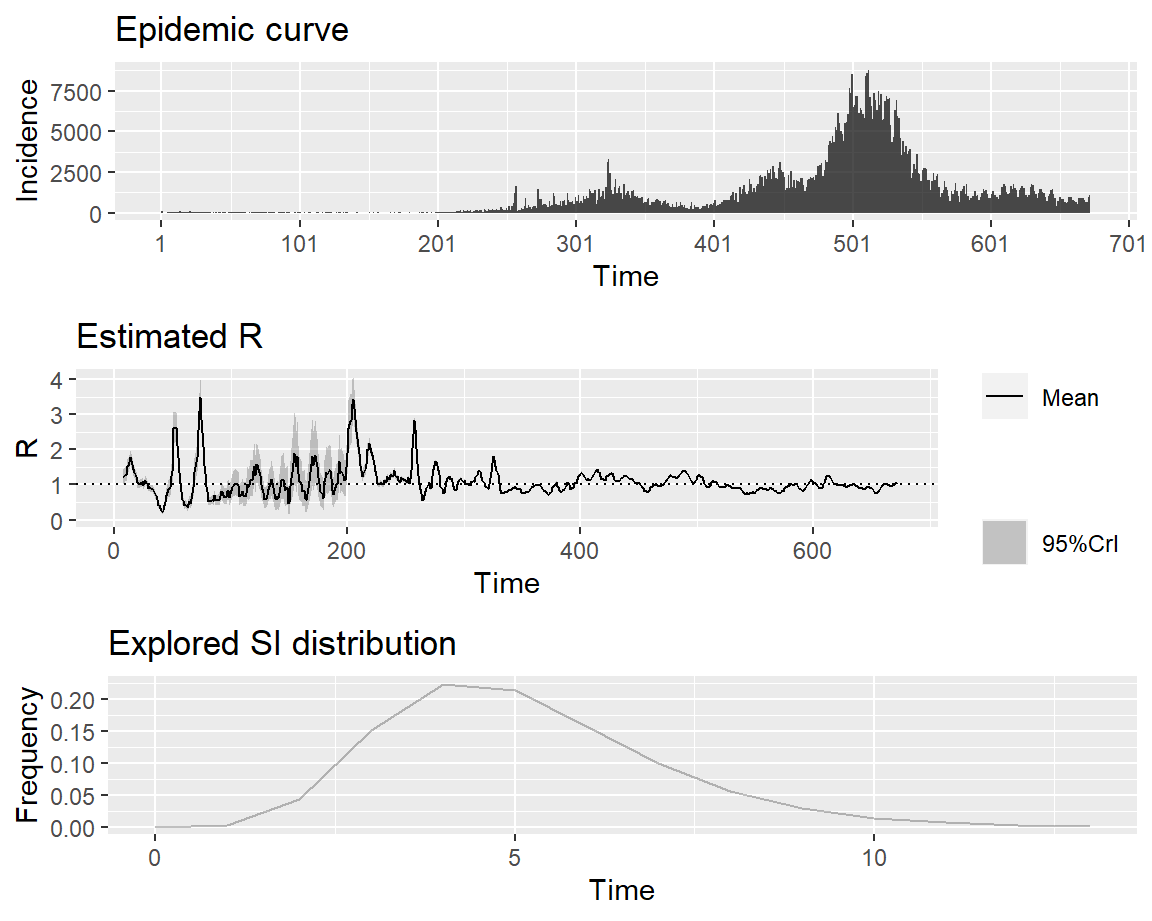 Epidemic curve
7500
5000
2500
0
Incidence
1 101 201 301 401 501 601 701
Time
Estimated R
4
3
2
1
0
R
0 200 400 600
Time
Mean
95%CrI
Explored SI distribution
0.20
0.15
0.10
0.05
0.00
Frequency
0 5 10
Time